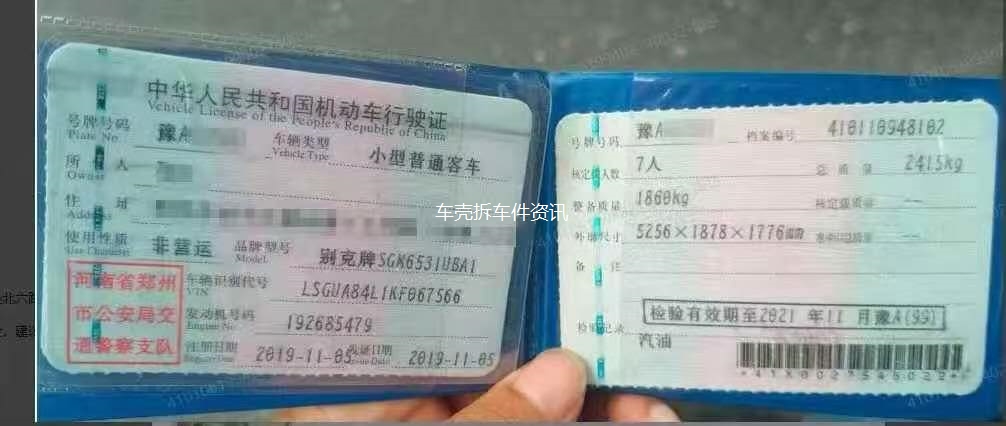 中华人民共和国机动车行驶证
Vehicle License of the People's Republic of China
号牌号码 豫A 车辆类型 小型普通客车
Plate No. Vehicle Type
所有人
Owner
住址
Address
使用性质 非营运 品牌型号 别克牌SGM6531UBA1
Use Character Model
车辆识别代号 LSGUA84L1KF067566
VIN
发动机号码 192685479
Engine No.
注册日期 2019-11-05 发证日期 2019-11-05
Issue Date
河南省郑州
市公安局交
通警察支队
号牌号码 豫A 档案编号 410110948102
核定载人数 7人 总质量 2415kg
整备质量 1860kg 核定载质量
外廓尺寸 5256×1878×1776mm 准牵引总质量
备注
检验有效期至2021年11月豫A(99)
检验记录
汽油
车壳拆车件资讯